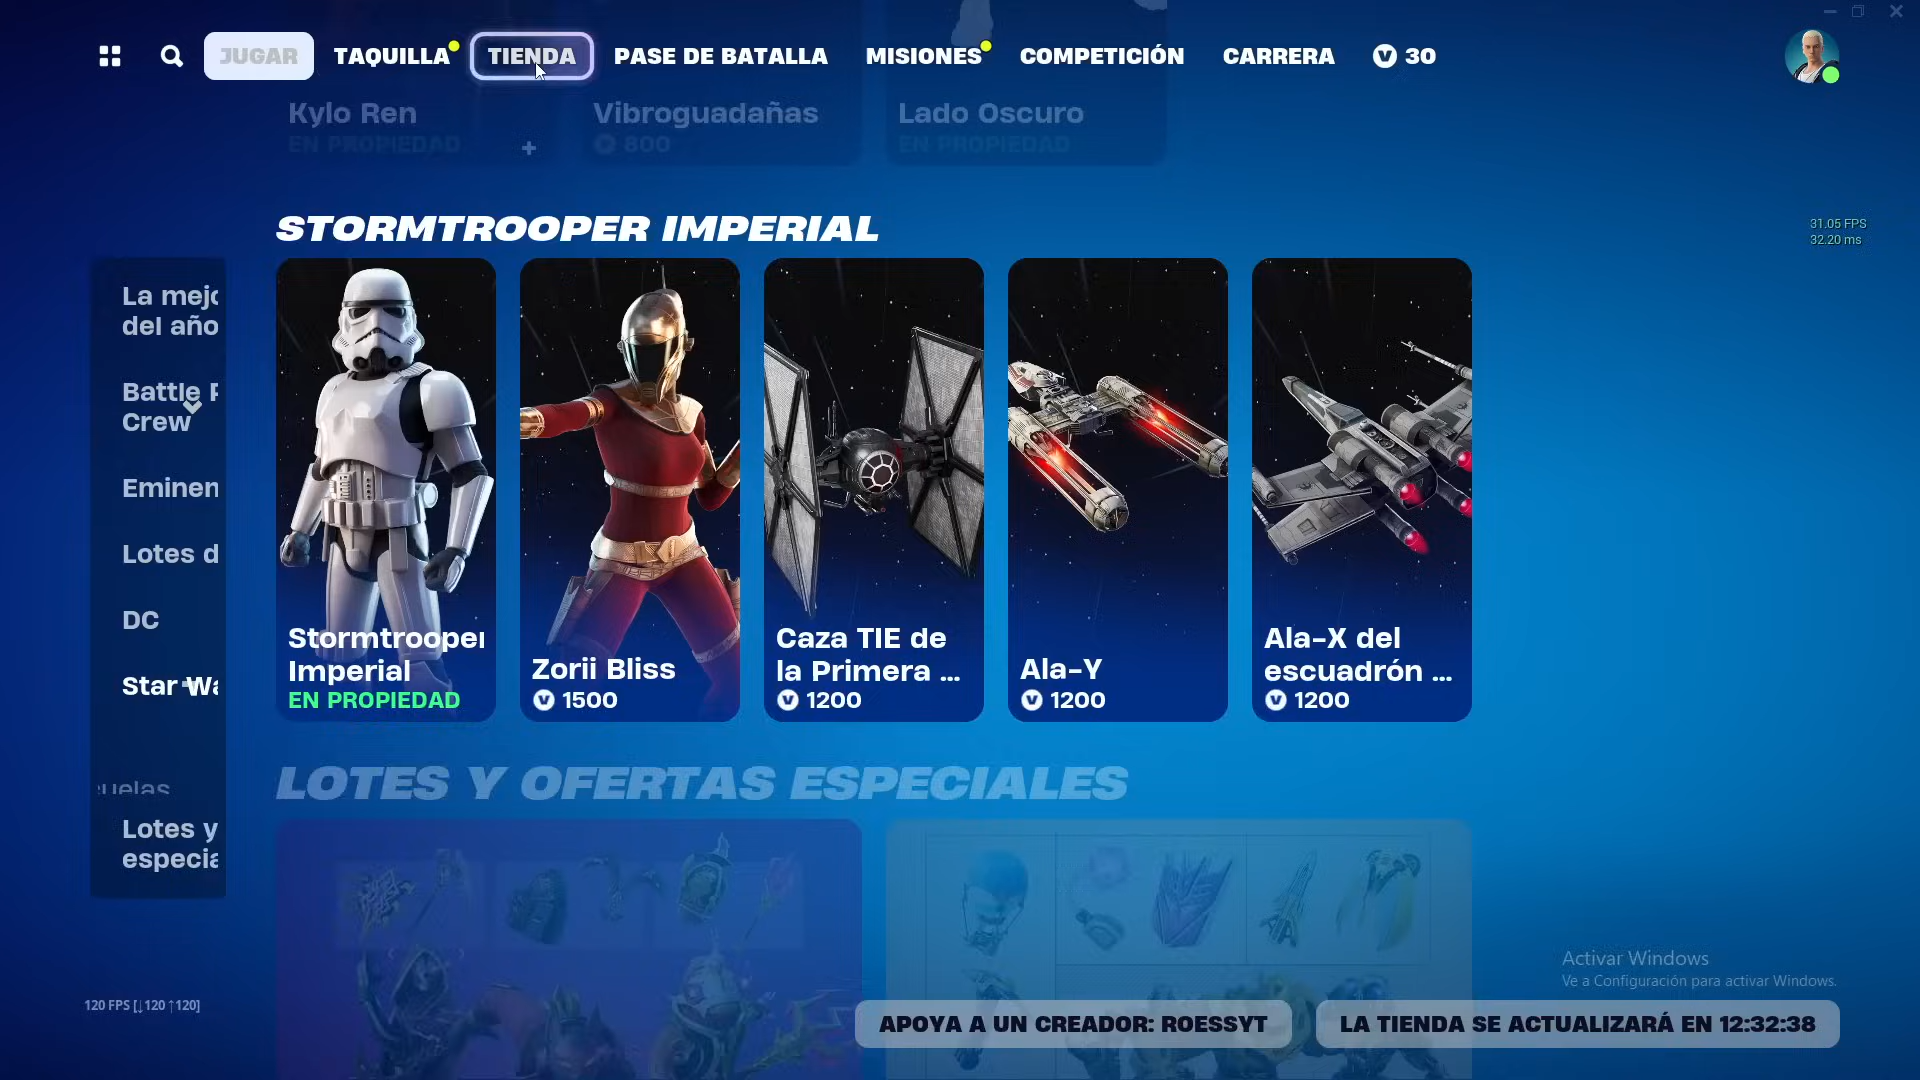 JUGAR TAQUILLA TIENDA PASE DE BATALLA MISIONES COMPETICIÓN CARRERA V 30
Kylo Ren
EN PROPIEDAD
Vibroguadañas
800
Lado Oscuro
EN PROPIEDAD
STORMTROOPER IMPERIAL
31.05 FPS
32.20 ms
La mejo
del año
Battle P
Crew
Eminen
Lotes d
DC
Star Wa
uelas
Lotes y
especia
Stormtrooper
Imperial
EN PROPIEDAD
Zorii Bliss
V 1500
Caza TIE de
la Primera ...
V 1200
Ala-Y
V 1200
Ala-X del
escuadrón ...
V 1200
LOTES Y OFERTAS ESPECIALES
Activar Windows
Ve a Configuración para activar Windows.
120 FPS [↓120 ↑120]
APOYA A UN CREADOR: ROESSYT
LA TIENDA SE ACTUALIZARÁ EN 12:32:38